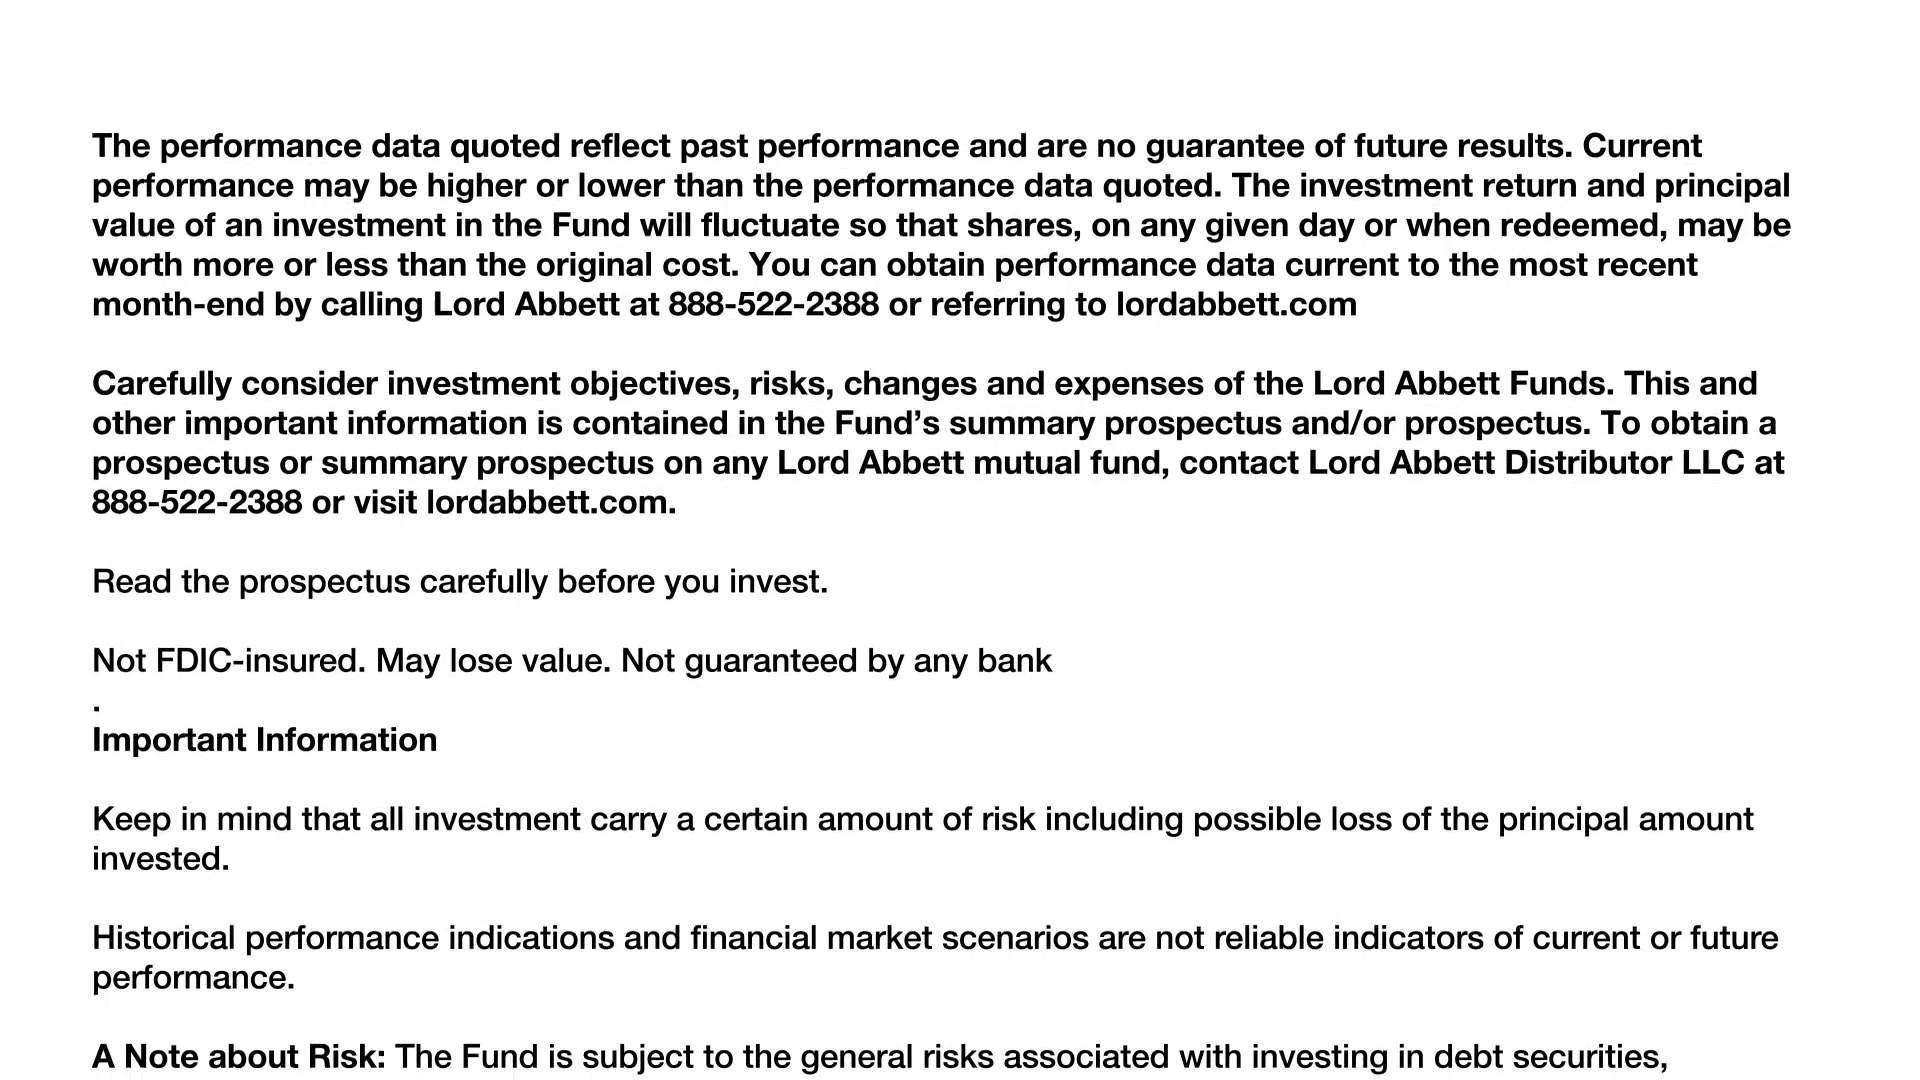 The performance data quoted reflect past performance and are no guarantee of future results. Current
performance may be higher or lower than the performance data quoted. The investment return and principal
value of an investment in the Fund will fluctuate so that shares, on any given day or when redeemed, may be
worth more or less than the original cost. You can obtain performance data current to the most recent
month-end by calling Lord Abbett at 888-522-2388 or referring to lordabbett.com
Carefully consider investment objectives, risks, changes and expenses of the Lord Abbett Funds. This and
other important information is contained in the Fund’s summary prospectus and/or prospectus. To obtain a
prospectus or summary prospectus on any Lord Abbett mutual fund, contact Lord Abbett Distributor LLC at
888-522-2388 or visit lordabbett.com.
Read the prospectus carefully before you invest.
Not FDIC-insured. May lose value. Not guaranteed by any bank
.
Important Information
Keep in mind that all investment carry a certain amount of risk including possible loss of the principal amount
invested.
Historical performance indications and financial market scenarios are not reliable indicators of current or future
performance.
A Note about Risk: The Fund is subject to the general risks associated with investing in debt securities,